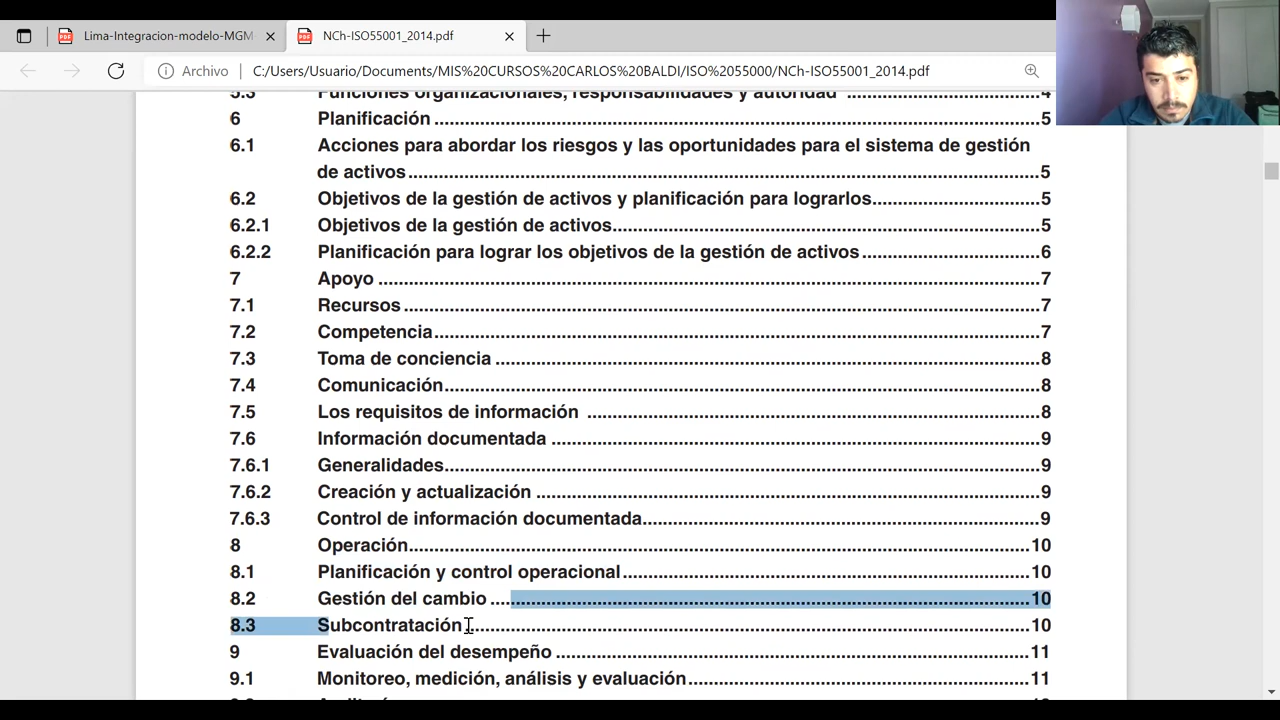 Lima-Integracion-modelo-MGM
NCh-ISO55001_2014.pdf
Archivo C:/Users/Usuario/Documents/MIS%20CURSOS%20CARLOS%20BALDI/ISO%2055000/NCh-ISO55001_2014.pdf
5.3 Funciones organizacionales, responsabilidades y autoridad ....4
6 Planificación ....5
6.1 Acciones para abordar los riesgos y las oportunidades para el sistema de gestión
de activos....5
6.2 Objetivos de la gestión de activos y planificación para lograrlos....5
6.2.1 Objetivos de la gestión de activos....5
6.2.2 Planificación para lograr los objetivos de la gestión de activos ....6
7 Apoyo ....7
7.1 Recursos ....7
7.2 Competencia....7
7.3 Toma de conciencia ....8
7.4 Comunicación....8
7.5 Los requisitos de información ....8
7.6 Información documentada ....9
7.6.1 Generalidades....9
7.6.2 Creación y actualización ....9
7.6.3 Control de información documentada....9
8 Operación....10
8.1 Planificación y control operacional ....10
8.2 Gestión del cambio ....10
8.3 Subcontratación ....10
9 Evaluación del desempeño ....11
9.1 Monitoreo, medición, análisis y evaluación....11